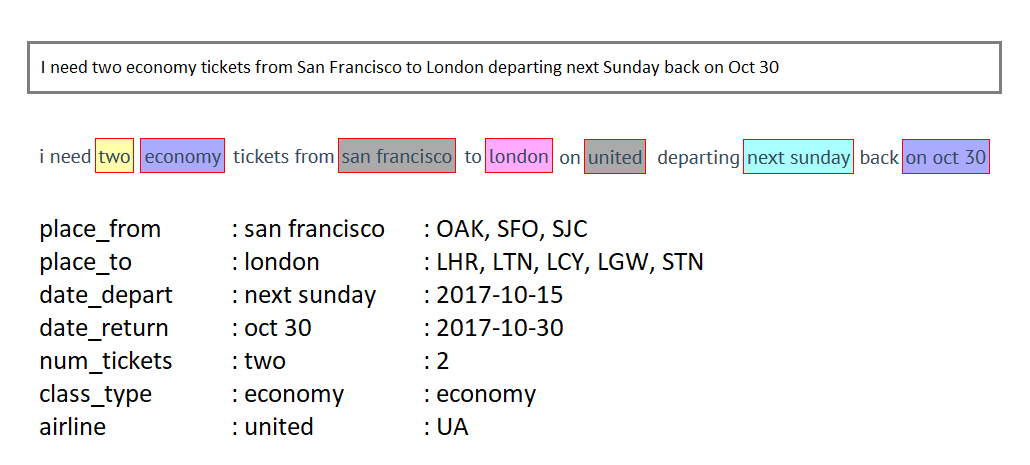 I need two economy tickets from San Francisco to London departing next Sunday back on Oct 30
i need two economy tickets from san francisco to london on united departing next sunday back on oct 30
place_from : san francisco : OAK, SFO, SJC
place_to : london : LHR, LTN, LCY, LGW, STN
date_depart : next sunday : 2017-10-15
date_return : oct 30 : 2017-10-30
num_tickets : two : 2
class_type : economy : economy
airline : united : UA